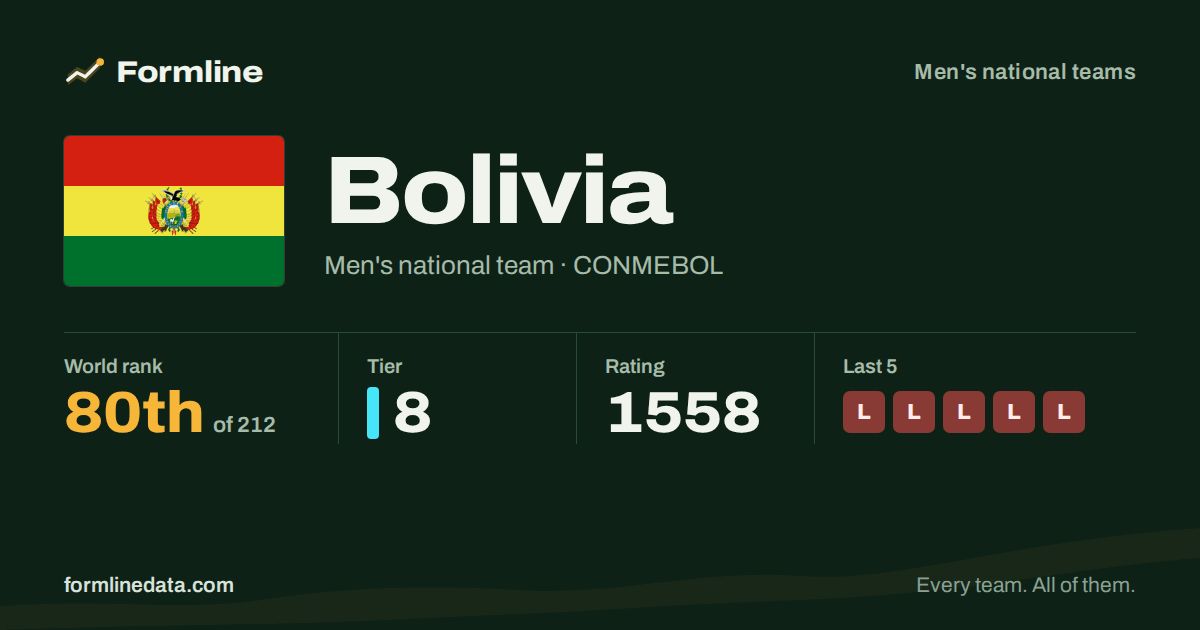 Formline
Men's national teams
Bolivia
Men's national team · CONMEBOL
World rank
80th of 212
Tier
8
Rating
1558
Last 5
L L L L L
formlinedata.com
Every team. All of them.